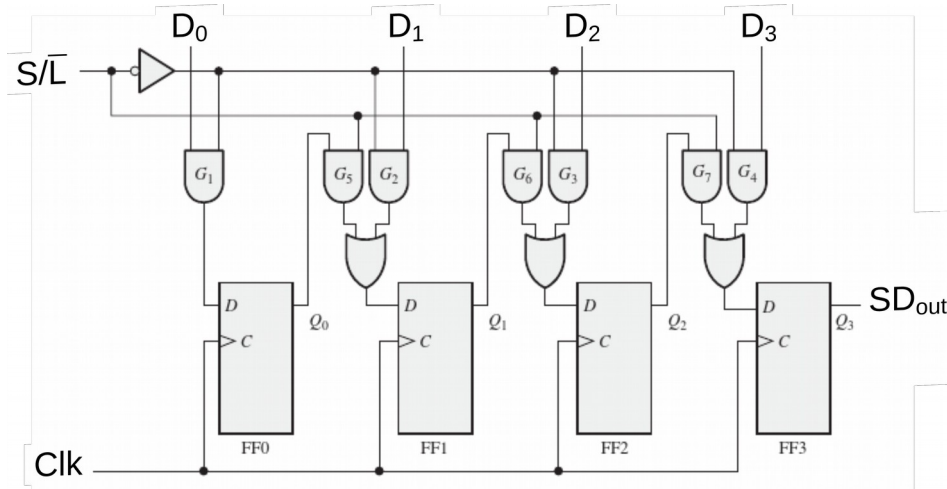 D₀ D₁ D₂ D₃
S/L̅
G₁ G₅ G₂ G₆ G₃ G₇ G₄
D D D D
SDout
Q₀ Q₁ Q₂ Q₃
C C C C
FF0 FF1 FF2 FF3
Clk